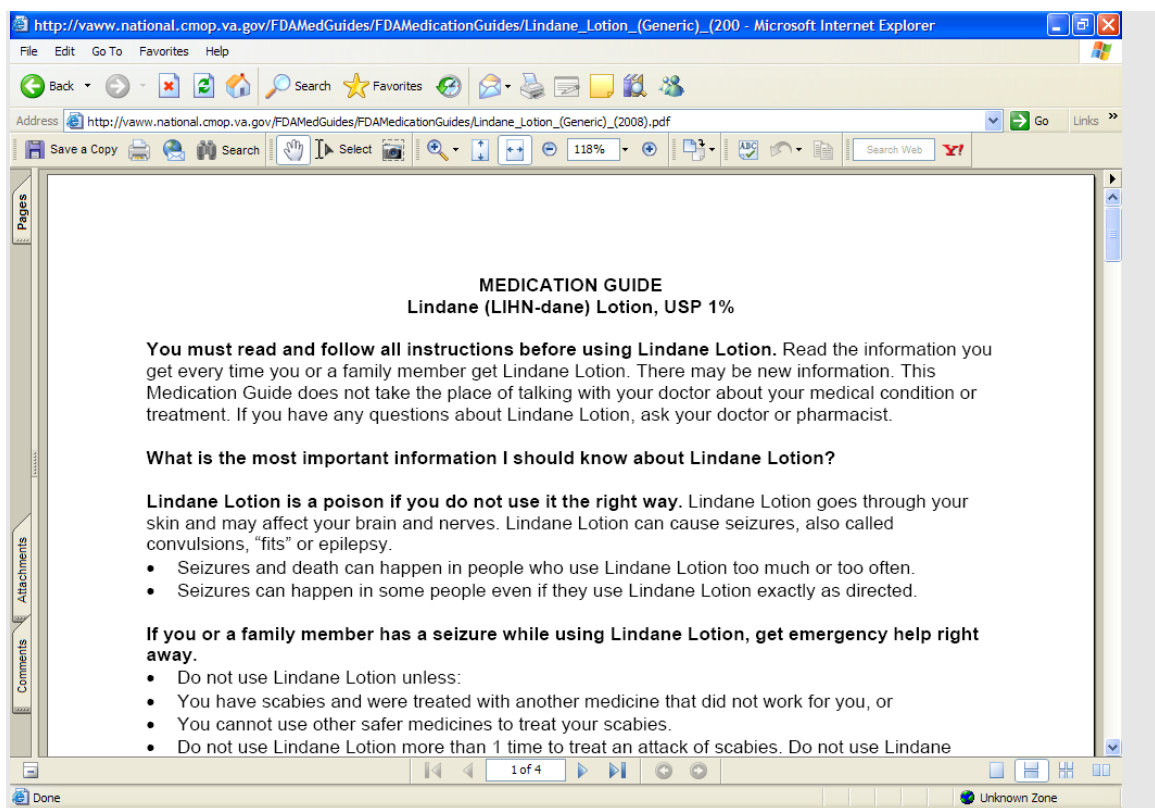 http://vaww.national.cmop.va.gov/FDAMedGuides/FDAMedicationGuides/Lindane_Lotion_(Generic)_(200 - Microsoft Internet Explorer
File Edit Go To Favorites Help
Back Search Favorites
Address http://vaww.national.cmop.va.gov/FDAMedGuides/FDAMedicationGuides/Lindane_Lotion_(Generic)_(2008).pdf Go Links »
Save a Copy Search Select 118% ABC Search Web Y!
Pages
Attachments
Comments
MEDICATION GUIDE
Lindane (LIHN-dane) Lotion, USP 1%
You must read and follow all instructions before using Lindane Lotion. Read the information you
get every time you or a family member get Lindane Lotion. There may be new information. This
Medication Guide does not take the place of talking with your doctor about your medical condition or
treatment. If you have any questions about Lindane Lotion, ask your doctor or pharmacist.
What is the most important information I should know about Lindane Lotion?
Lindane Lotion is a poison if you do not use it the right way. Lindane Lotion goes through your
skin and may affect your brain and nerves. Lindane Lotion can cause seizures, also called
convulsions, “fits” or epilepsy.
• Seizures and death can happen in people who use Lindane Lotion too much or too often.
• Seizures can happen in some people even if they use Lindane Lotion exactly as directed.
If you or a family member has a seizure while using Lindane Lotion, get emergency help right
away.
• Do not use Lindane Lotion unless:
• You have scabies and were treated with another medicine that did not work for you, or
• You cannot use other safer medicines to treat your scabies.
• Do not use Lindane Lotion more than 1 time to treat an attack of scabies. Do not use Lindane
1 of 4
Done Unknown Zone